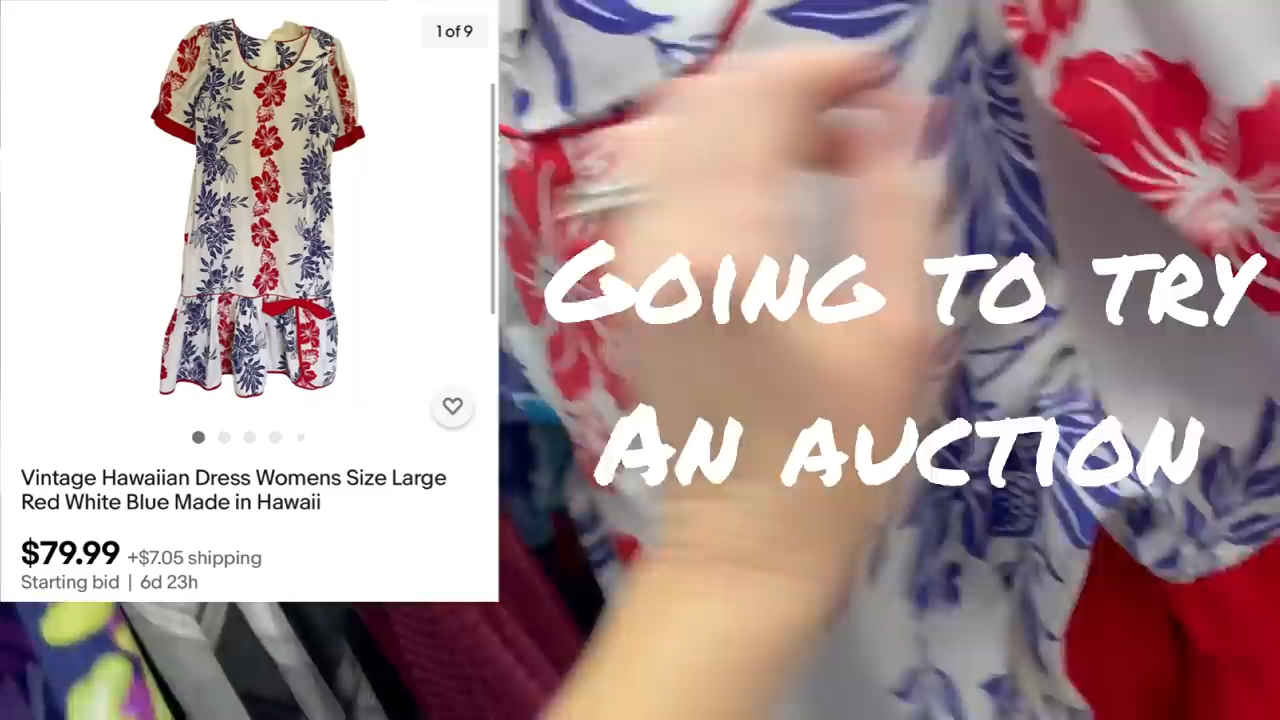 1 of 9
Vintage Hawaiian Dress Womens Size Large
Red White Blue Made in Hawaii
$79.99 +$7.05 shipping
Starting bid | 6d 23h
Going to try
An auction